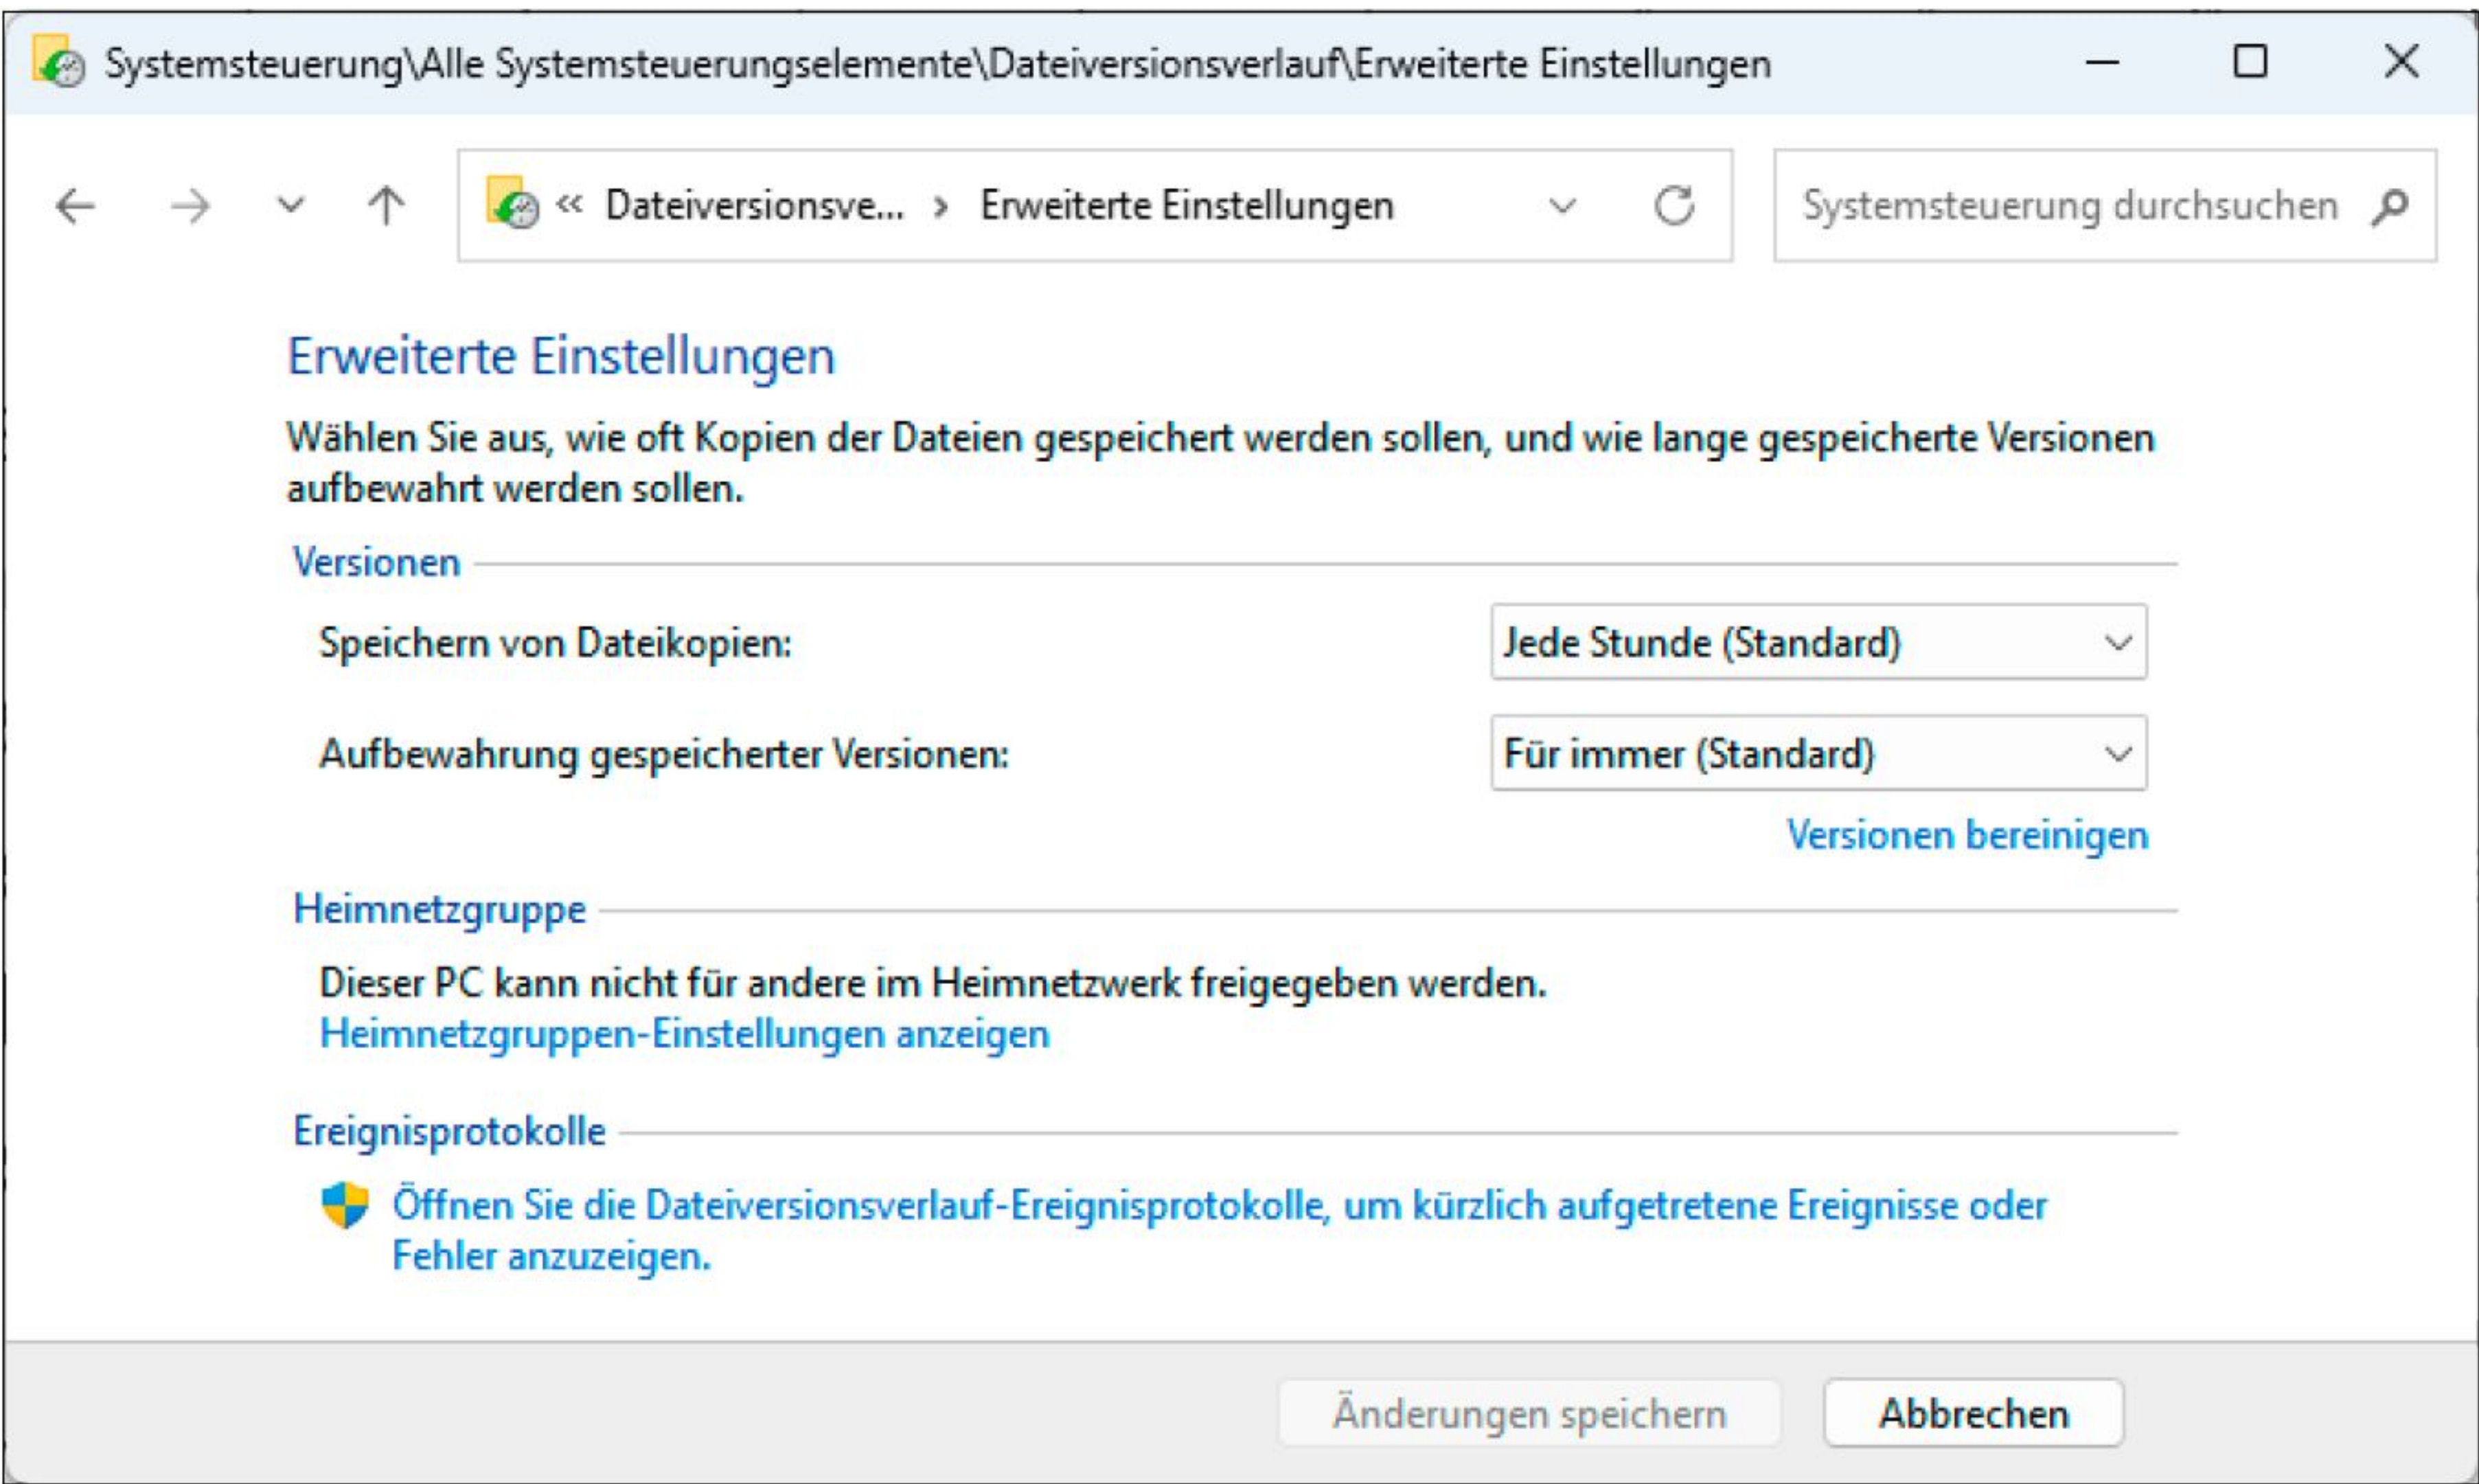 Systemsteuerung\Alle Systemsteuerungselemente\Dateiversionsverlauf\Erweiterte Einstellungen
« Dateiversionsve... › Erweiterte Einstellungen
Systemsteuerung durchsuchen
Erweiterte Einstellungen
Wählen Sie aus, wie oft Kopien der Dateien gespeichert werden sollen, und wie lange gespeicherte Versionen
aufbewahrt werden sollen.
Versionen
Speichern von Dateikopien:
Jede Stunde (Standard)
Aufbewahrung gespeicherter Versionen:
Für immer (Standard)
Versionen bereinigen
Heimnetzgruppe
Dieser PC kann nicht für andere im Heimnetzwerk freigegeben werden.
Heimnetzgruppen-Einstellungen anzeigen
Ereignisprotokolle
Öffnen Sie die Dateiversionsverlauf-Ereignisprotokolle, um kürzlich aufgetretene Ereignisse oder
Fehler anzuzeigen.
Änderungen speichern
Abbrechen